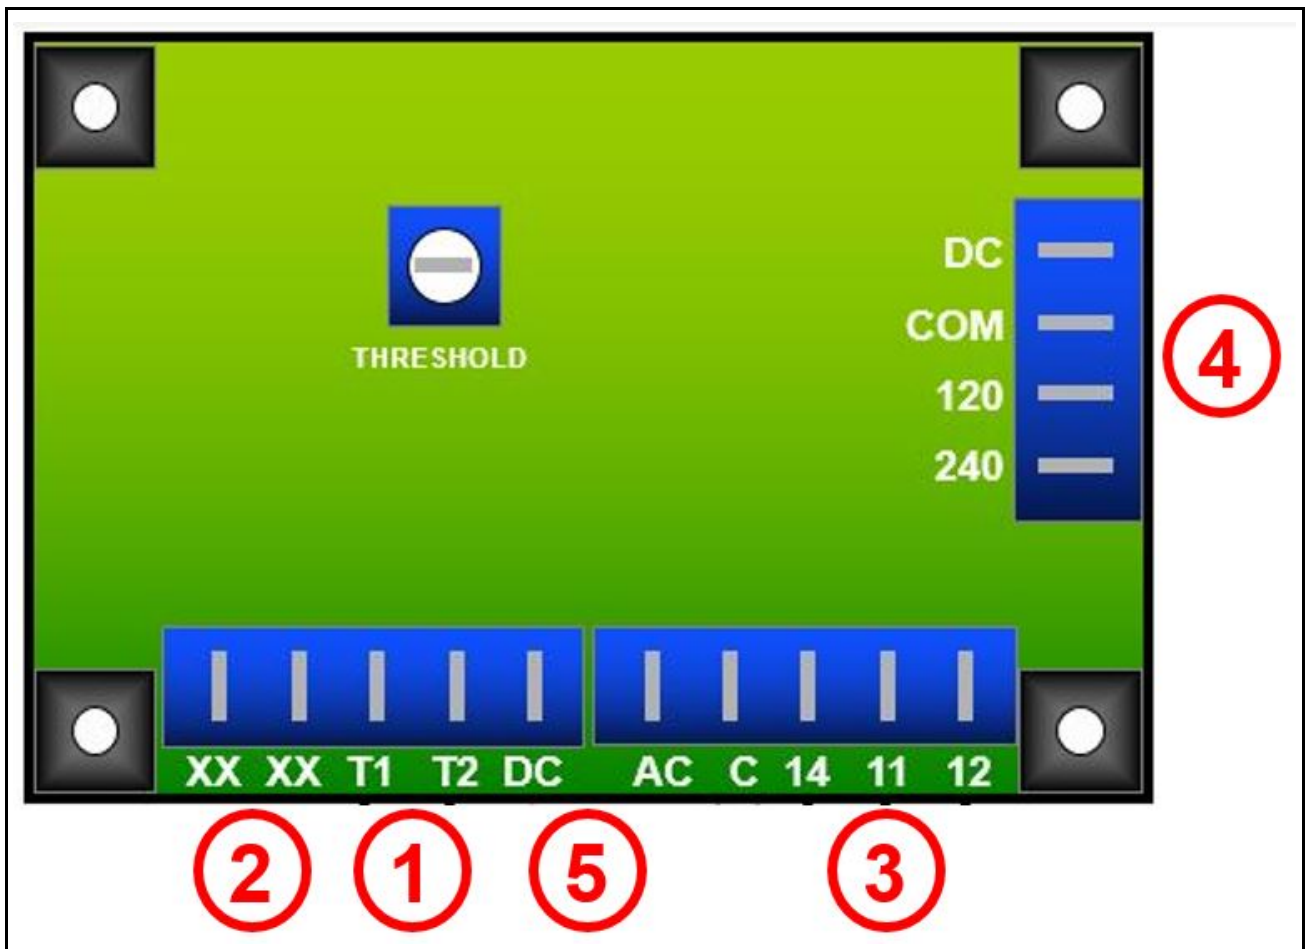 DC
COM
THRESHOLD
120
240
4
XX XX T1 T2 DC AC C 14 11 12
2 1 5 3